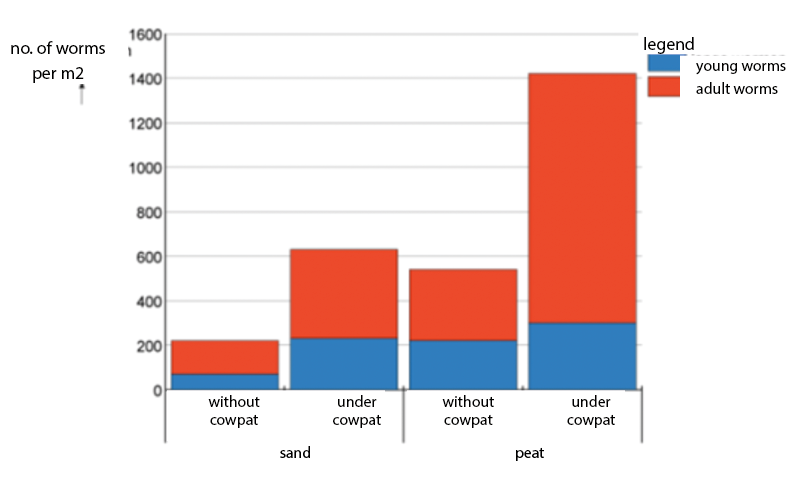 no. of worms
per m2
1600
1400
1200
1000
800
600
400
200
0
legend
young worms
adult worms
without
cowpat
under
cowpat
without
cowpat
under
cowpat
sand
peat